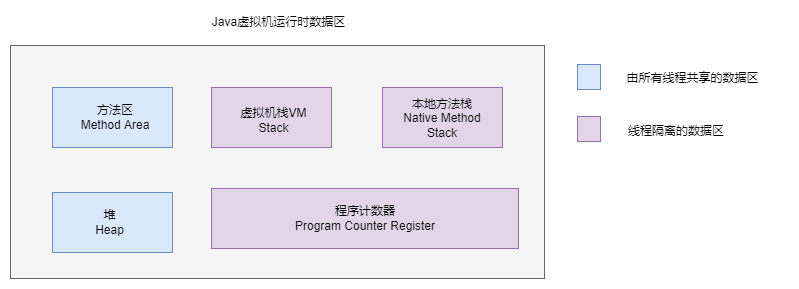 Java虚拟机运行时数据区
方法区
Method Area
虚拟机栈VM
Stack
本地方法栈
Native Method
Stack
堆
Heap
程序计数器
Program Counter Register
由所有线程共享的数据区
线程隔离的数据区